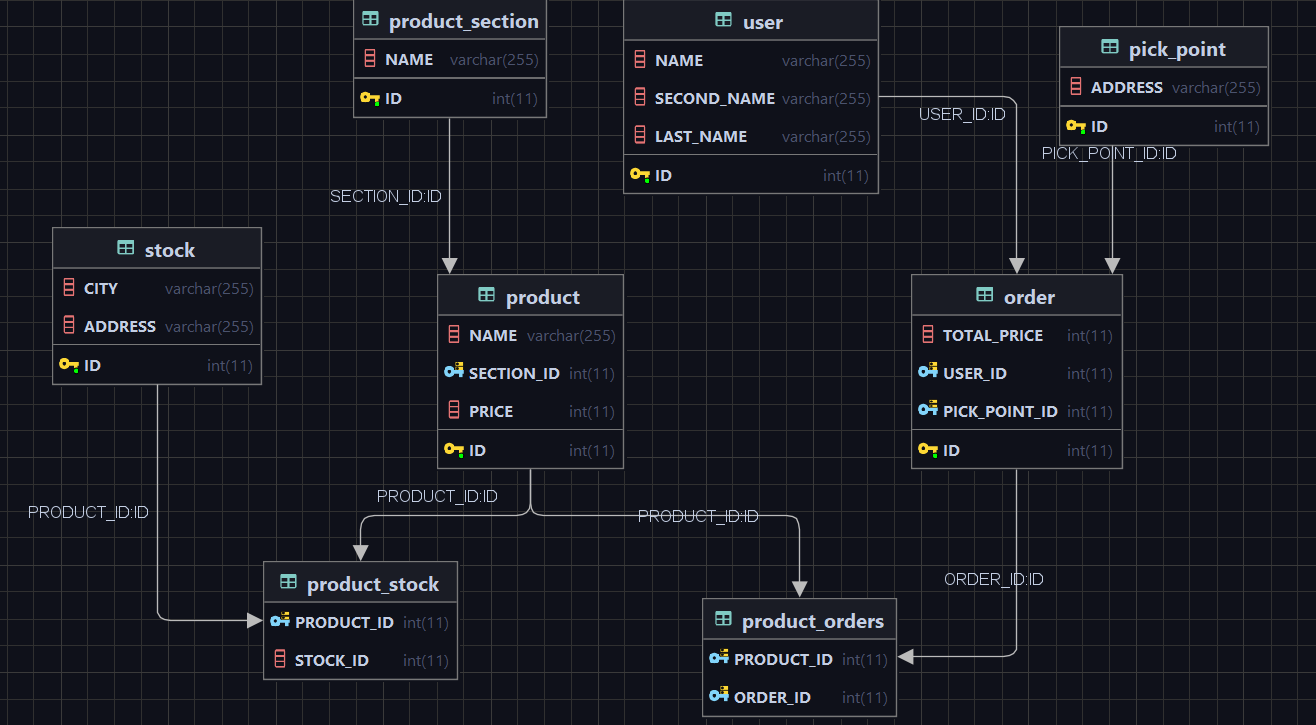 product_section
NAME varchar(255)
ID int(11)
user
NAME varchar(255)
SECOND_NAME varchar(255)
LAST_NAME varchar(255)
ID int(11)
pick_point
ADDRESS varchar(255)
ID int(11)
USER_ID:ID
PICK_POINT_ID:ID
SECTION_ID:ID
stock
CITY varchar(255)
ADDRESS varchar(255)
ID int(11)
product
NAME varchar(255)
SECTION_ID int(11)
PRICE int(11)
ID int(11)
order
TOTAL_PRICE int(11)
USER_ID int(11)
PICK_POINT_ID int(11)
ID int(11)
PRODUCT_ID:ID
PRODUCT_ID:ID
PRODUCT_ID:ID
ORDER_ID:ID
product_stock
PRODUCT_ID int(11)
STOCK_ID int(11)
product_orders
PRODUCT_ID int(11)
ORDER_ID int(11)